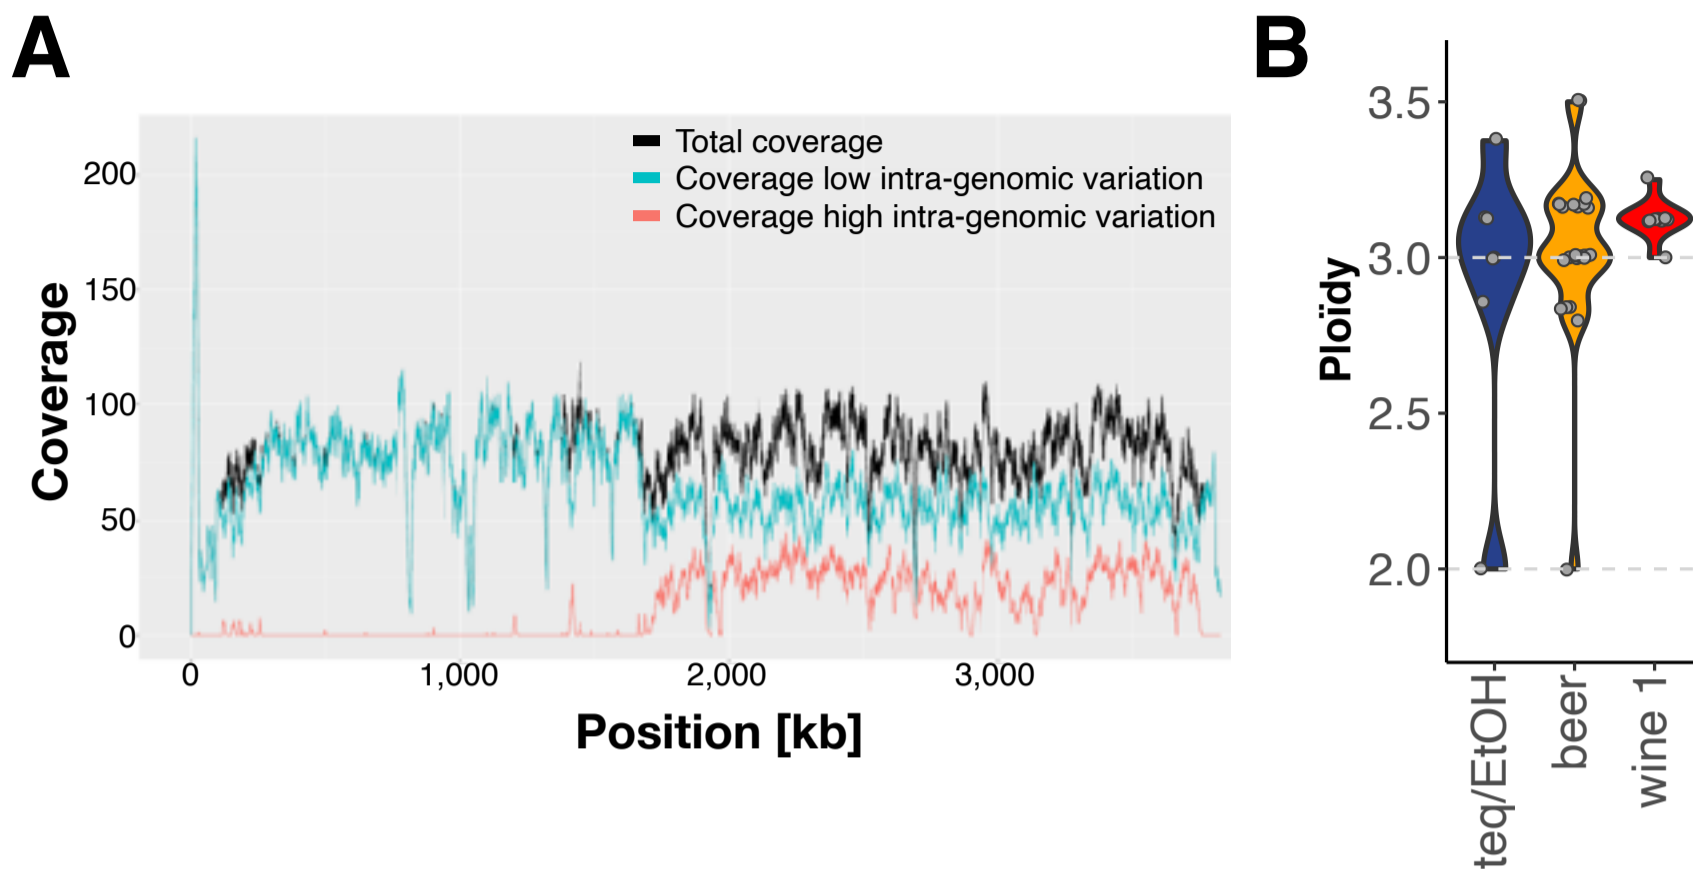 A
B
Total coverage
Coverage low intra-genomic variation
Coverage high intra-genomic variation
200
150
100
50
0
Coverage
0 1,000 2,000 3,000
Position [kb]
3.5
3.0
2.5
2.0
Ploïdy
teq/EtOH
beer
wine 1